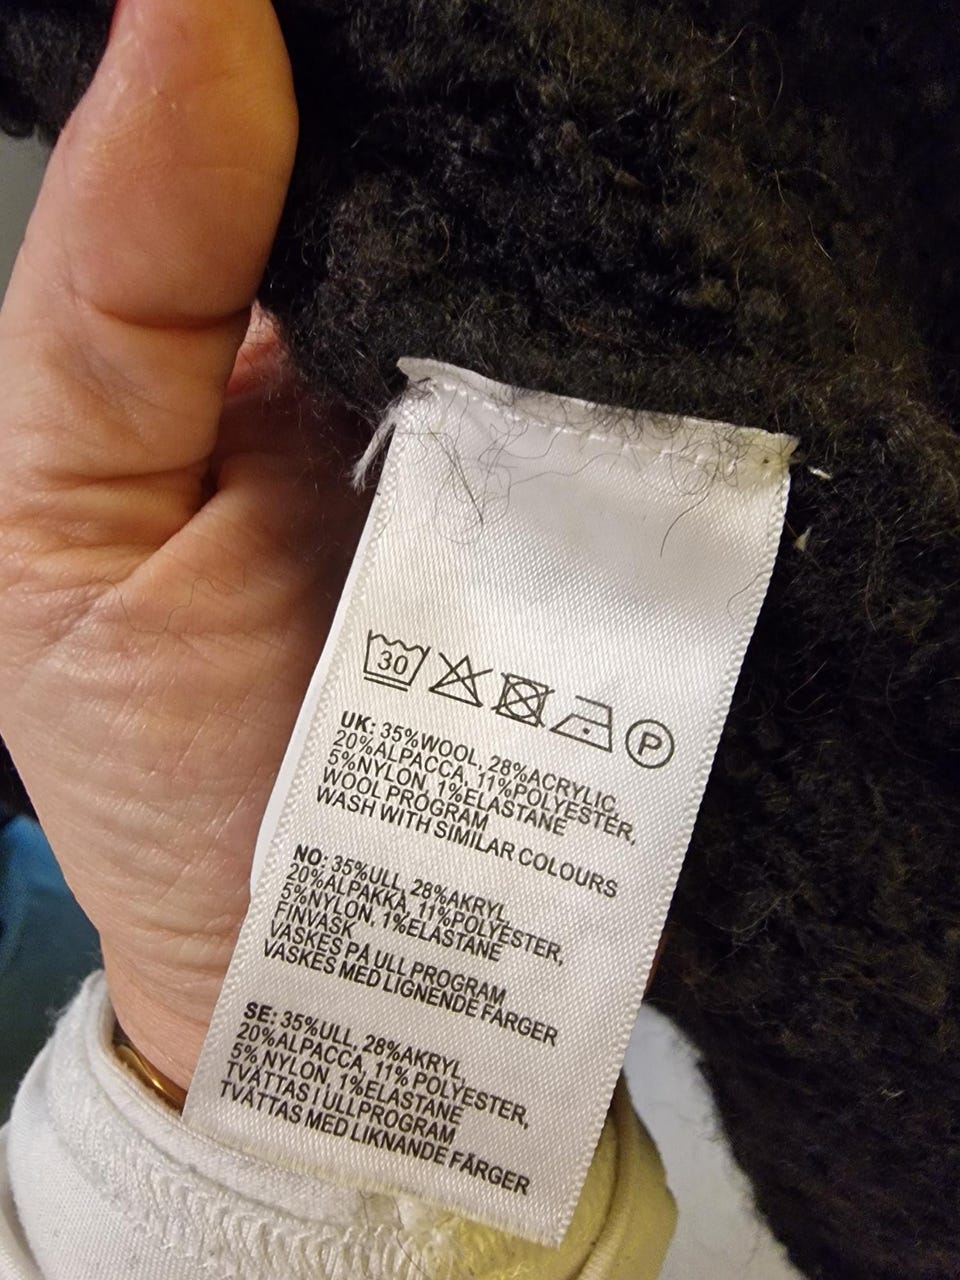 30
P
UK: 35%WOOL, 28%ACRYLIC,
20%ALPACCA, 11%POLYESTER,
5%NYLON, 1%ELASTANE
WOOL PROGRAM
WASH WITH SIMILAR COLOURS
NO: 35%ULL, 28%AKRYL,
20%ALPAKKA, 11%POLYESTER,
5%NYLON, 1%ELASTANE
FINVASK
VASKES PÅ ULL PROGRAM
VASKES MED LIGNENDE FARGER
SE: 35%ULL, 28%AKRYL,
20%ALPACCA, 11% POLYESTER,
5% NYLON, 1%ELASTANE
TVÄTTAS I ULLPROGRAM
TVÄTTAS MED LIKNANDE FÄRGER